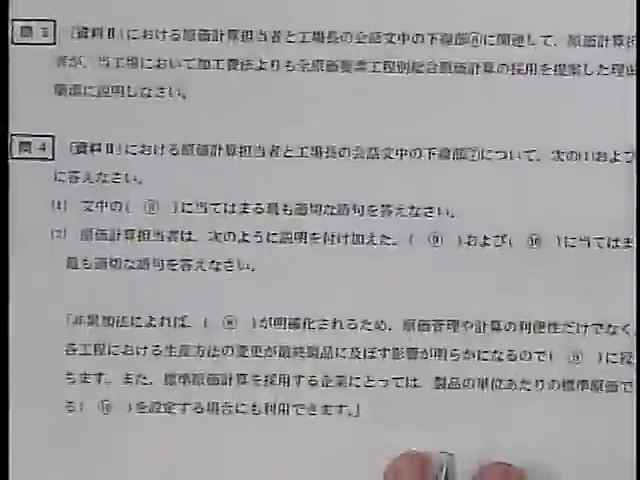 問3 「資料Ⅱ」における原価計算担当者と工場長の会話文中の下線部 に関連して、原価計算担
者が、当工場において加工費法よりも全原価要素工程別総合原価計算の採用を提案した理由
簡潔に説明しなさい。
問4 「資料Ⅱ」における原価計算担当者と工場長の会話文中の下線部②について、次の(1)およ
に答えなさい。
(1) 文中の( )に当てはまる最も適切な語句を答えなさい。
(2) 原価計算担当者は、次のように説明を付け加えた。( ⑨ )および( ⑩ )に当てはま
最も適切な語句を答えなさい。
「非累加法によれば、( ⑧ )が明確化されるため、原価管理や計算の利便性だけでなく
各工程における生産方法の変更が最終製品に及ぼす影響が明らかになるので( ⑨ )に役
ちます。また、標準原価計算を採用する企業にとっては、製品の単位あたりの標準原価で
る( ⑩ )を設定する場合にも利用できます。」